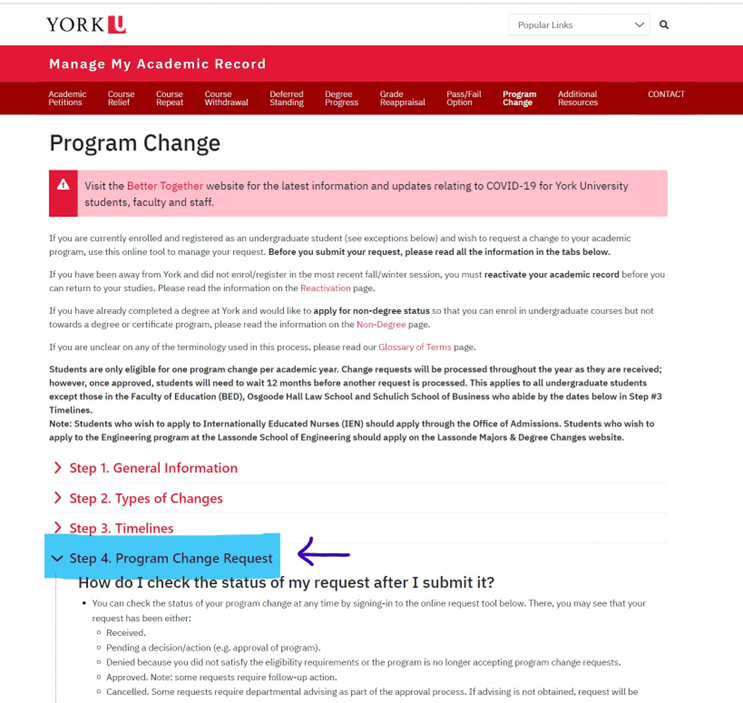 YORK U
Popular Links
Manage My Academic Record
Academic Petitions
Course Relief
Course Repeat
Course Withdrawal
Deferred Standing
Degree Progress
Grade Reappraisal
Pass/Fail Option
Program Change
Additional Resources
CONTACT
Program Change
Visit the Better Together website for the latest information and updates relating to COVID-19 for York University
students, faculty and staff.
If you are currently enrolled and registered as an undergraduate student (see exceptions below) and wish to request a change to your academic
program, use this online tool to manage your request. Before you submit your request, please read all the information in the tabs below.
If you have been away from York and did not enrol/register in the most recent fall/winter session, you must reactivate your academic record before you
can return to your studies. Please read the information on the Reactivation page.
If you have already completed a degree at York and would like to apply for non-degree status so that you can enrol in undergraduate courses but not
towards a degree or certificate program, please read the information on the Non-Degree page.
If you are unclear on any of the terminology used in this process, please read our Glossary of Terms page.
Students are only eligible for one program change per academic year. Change requests will be processed throughout the year as they are received;
however, once approved, students will need to wait 12 months before another request is processed. This applies to all undergraduate students
except those in the Faculty of Education (BED), Osgoode Hall Law School and Schulich School of Business who abide by the dates below in Step #3
Timelines.
Note: Students who wish to apply to Internationally Educated Nurses (IEN) should apply through the Office of Admissions. Students who wish to
apply to the Engineering program at the Lassonde School of Engineering should apply on the Lassonde Majors & Degree Changes website.
Step 1. General Information
Step 2. Types of Changes
Step 3. Timelines
Step 4. Program Change Request
How do I check the status of my request after I submit it?
• You can check the status of your program change at any time by signing-in to the online request tool below. There, you may see that your
request has been either:
○ Received.
○ Pending a decision/action (e.g. approval of program).
○ Denied because you did not satisfy the eligibility requirements or the program is no longer accepting program change requests.
○ Approved. Note: some requests require follow-up action.
○ Cancelled. Some requests require departmental advising as part of the approval process. If advising is not obtained, request will be